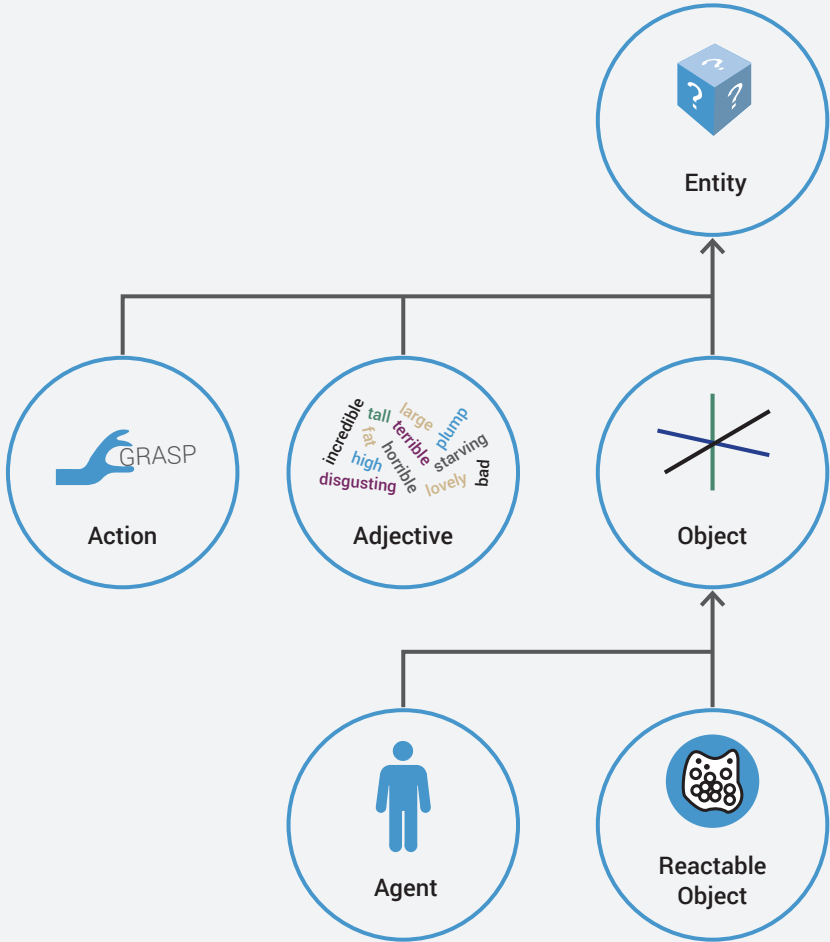 ?
?
?
Entity
GRASP
Action
incredible
tall
large
plump
fat
terrible
high
horrible
starving
disgusting
lovely
bad
Adjective
Object
Agent
Reactable
Object